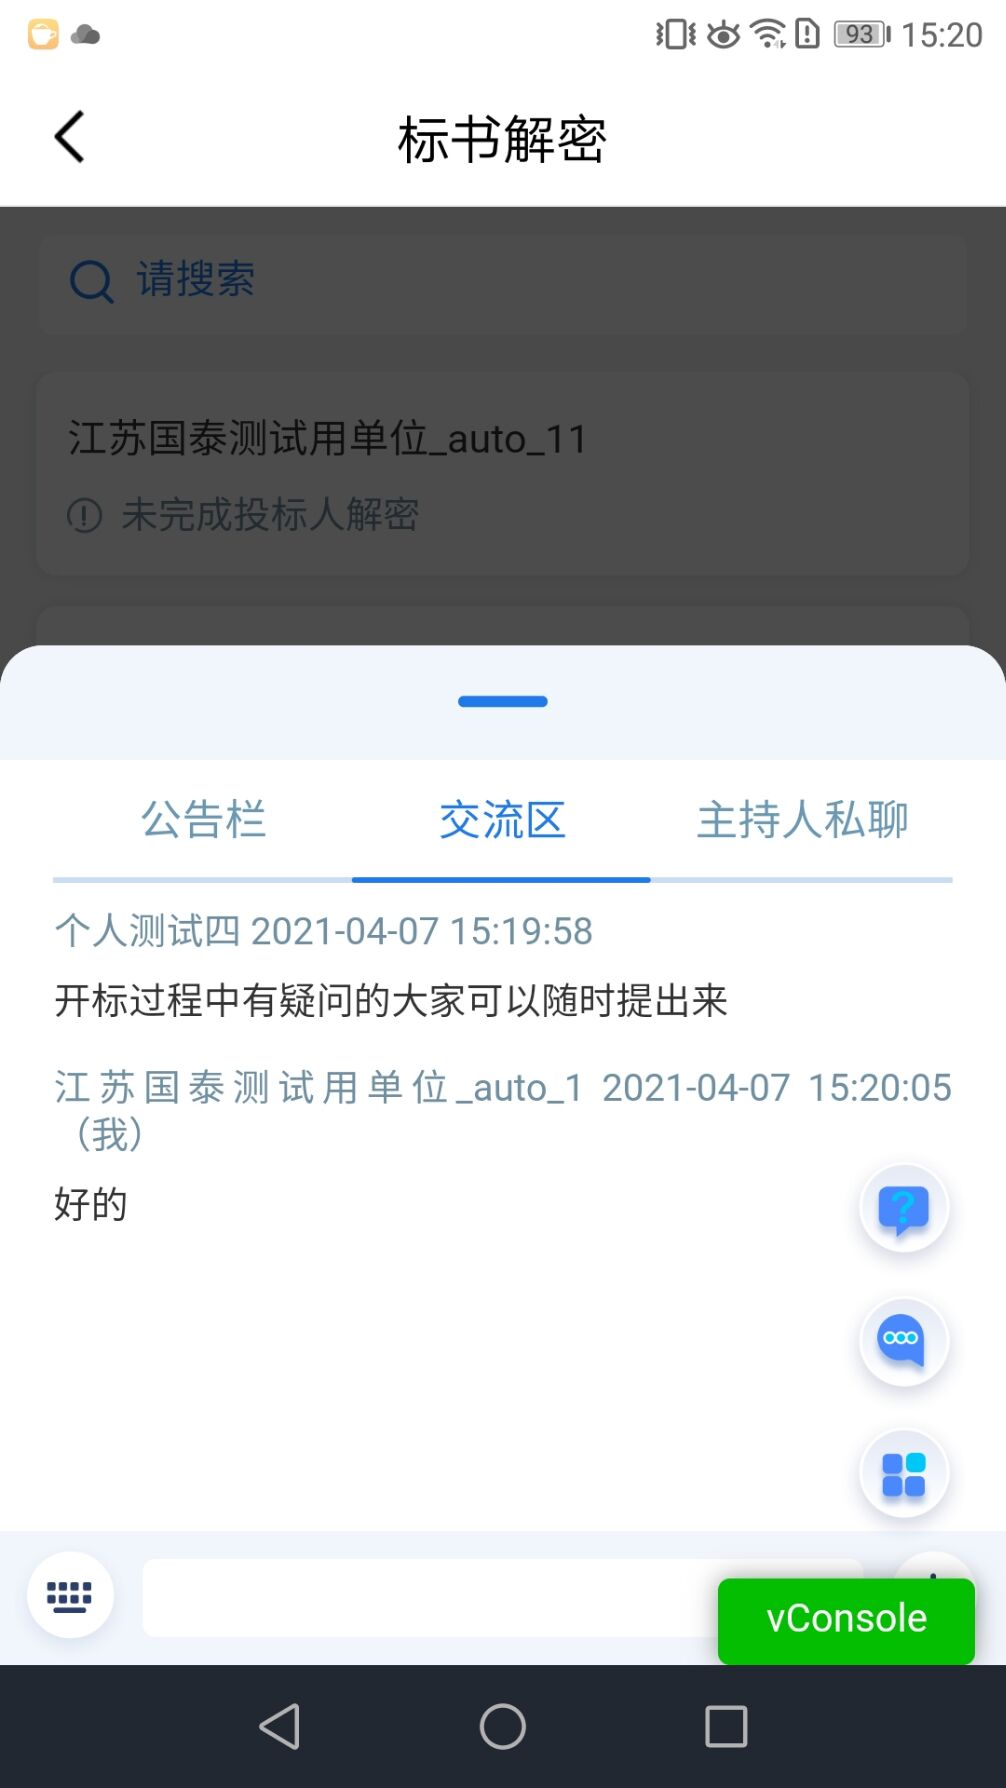 93 15:20
标书解密
请搜索
江苏国泰测试用单位_auto_11
未完成投标人解密
公告栏 交流区 主持人私聊
个人测试四 2021-04-07 15:19:58
开标过程中有疑问的大家可以随时提出来
江苏国泰测试用单位_auto_1 2021-04-07 15:20:05
（我）
好的
vConsole